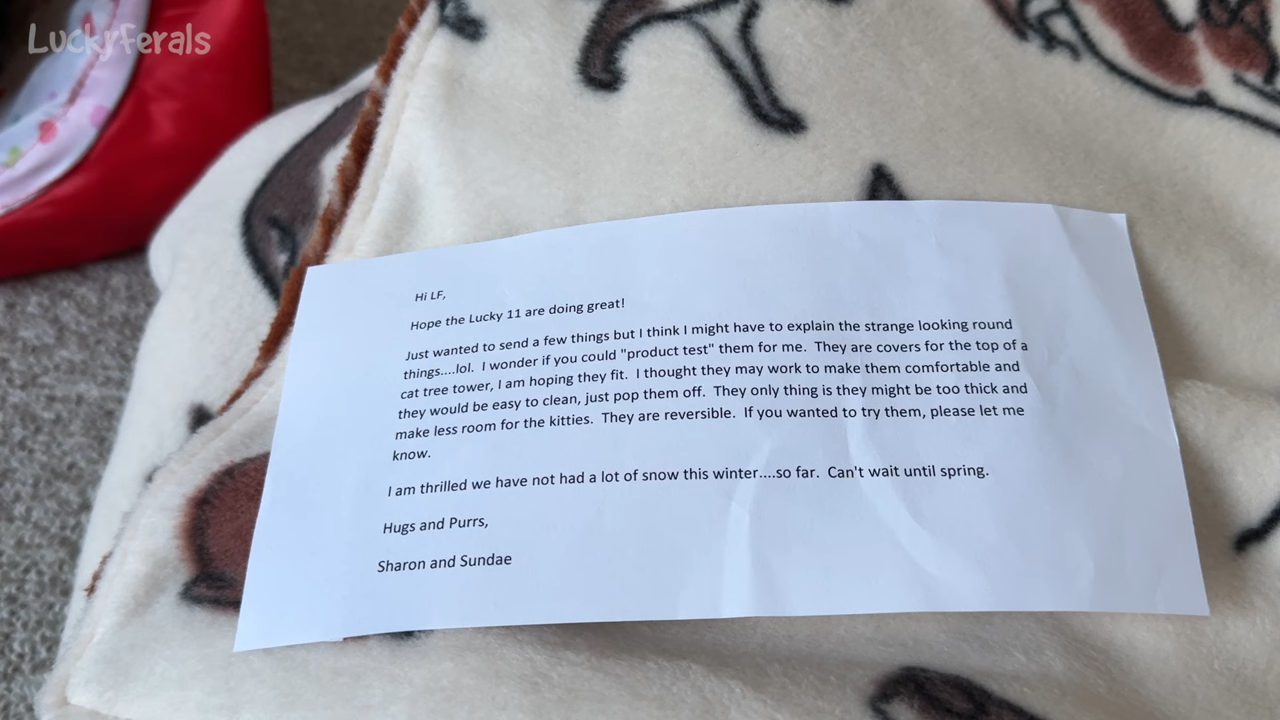 LuckyFerals
Hi LF,
Hope the Lucky 11 are doing great!
Just wanted to send a few things but I think I might have to explain the strange looking round
things....lol.  I wonder if you could "product test" them for me.  They are covers for the top of a
cat tree tower, I am hoping they fit.  I thought they may work to make them comfortable and
they would be easy to clean, just pop them off.  They only thing is they might be too thick and
make less room for the kitties.  They are reversible.  If you wanted to try them, please let me
know.
I am thrilled we have not had a lot of snow this winter....so far.  Can't wait until spring.
Hugs and Purrs,
Sharon and Sundae